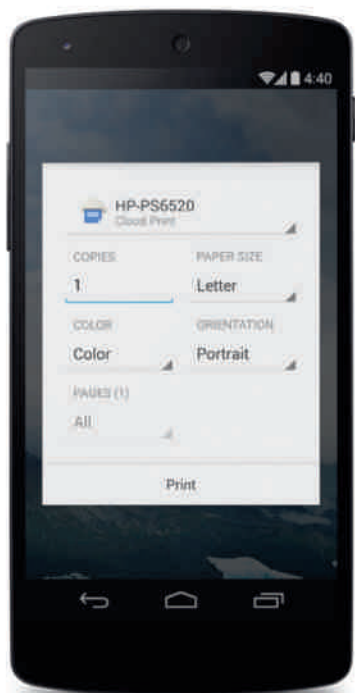 4:40
HP-PS6520
Cloud Print
COPIES
PAPER SIZE
1
Letter
COLOR
ORIENTATION
Color
Portrait
PAGES (1)
All
Print